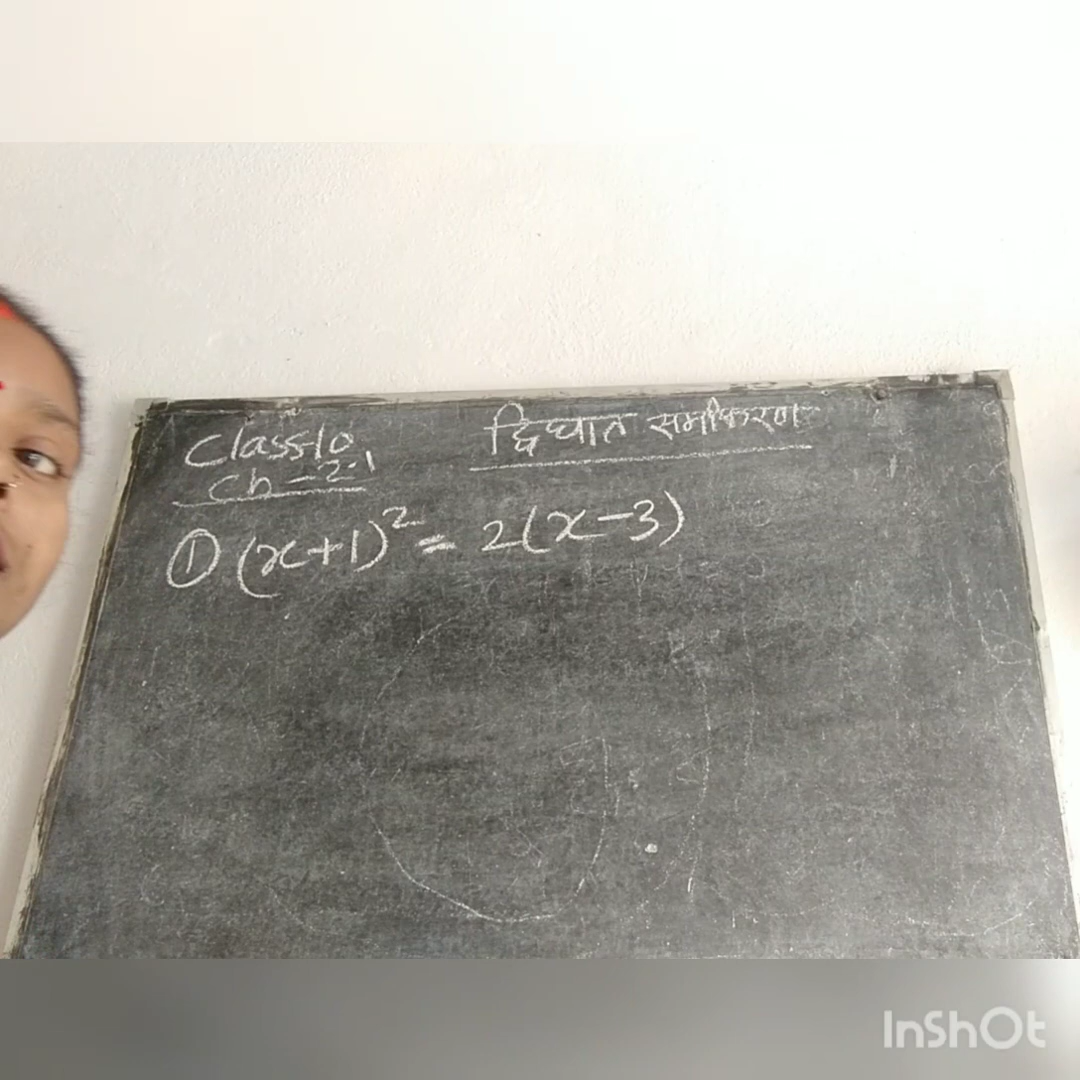 Class-10
द्विघात समीकरण
Ch - 2.1
① (x+1)² = 2(x-3)
InShOt